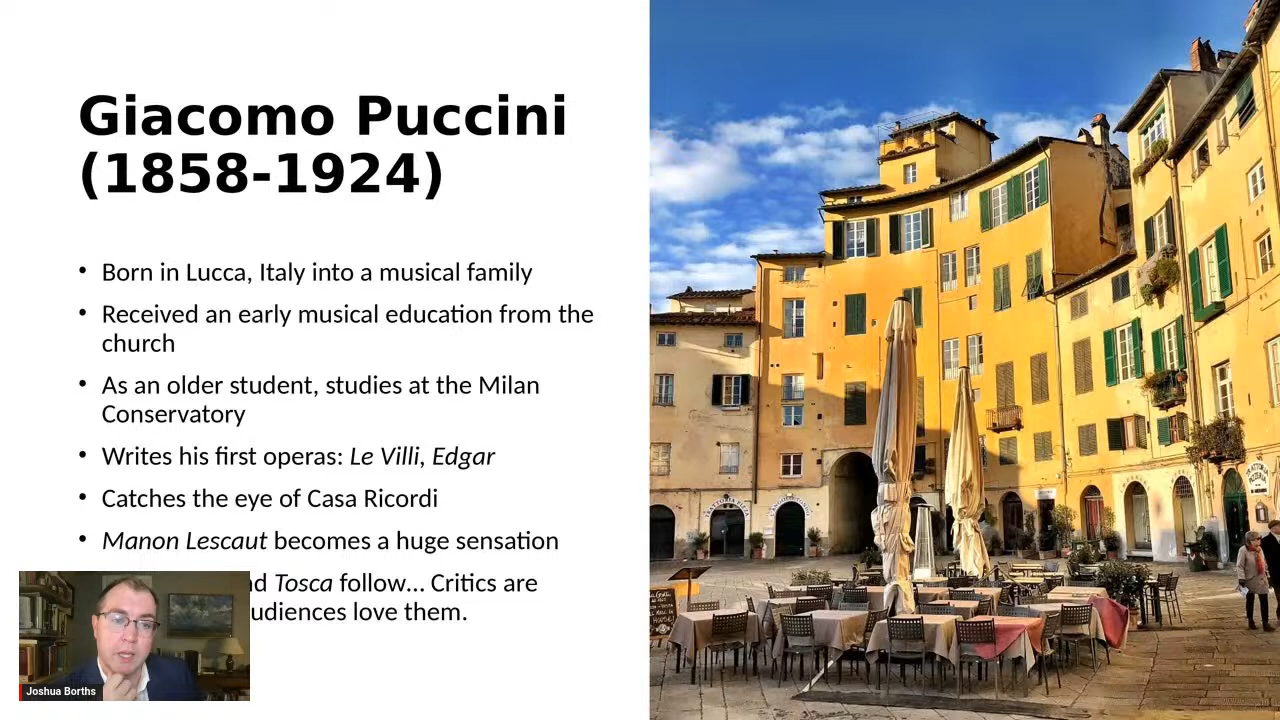 Giacomo Puccini
(1858-1924)
• Born in Lucca, Italy into a musical family
• Received an early musical education from the
church
• As an older student, studies at the Milan
Conservatory
• Writes his first operas: Le Villi, Edgar
• Catches the eye of Casa Ricordi
• Manon Lescaut becomes a huge sensation
Tosca follow... Critics are
love them.
Joshua Borths